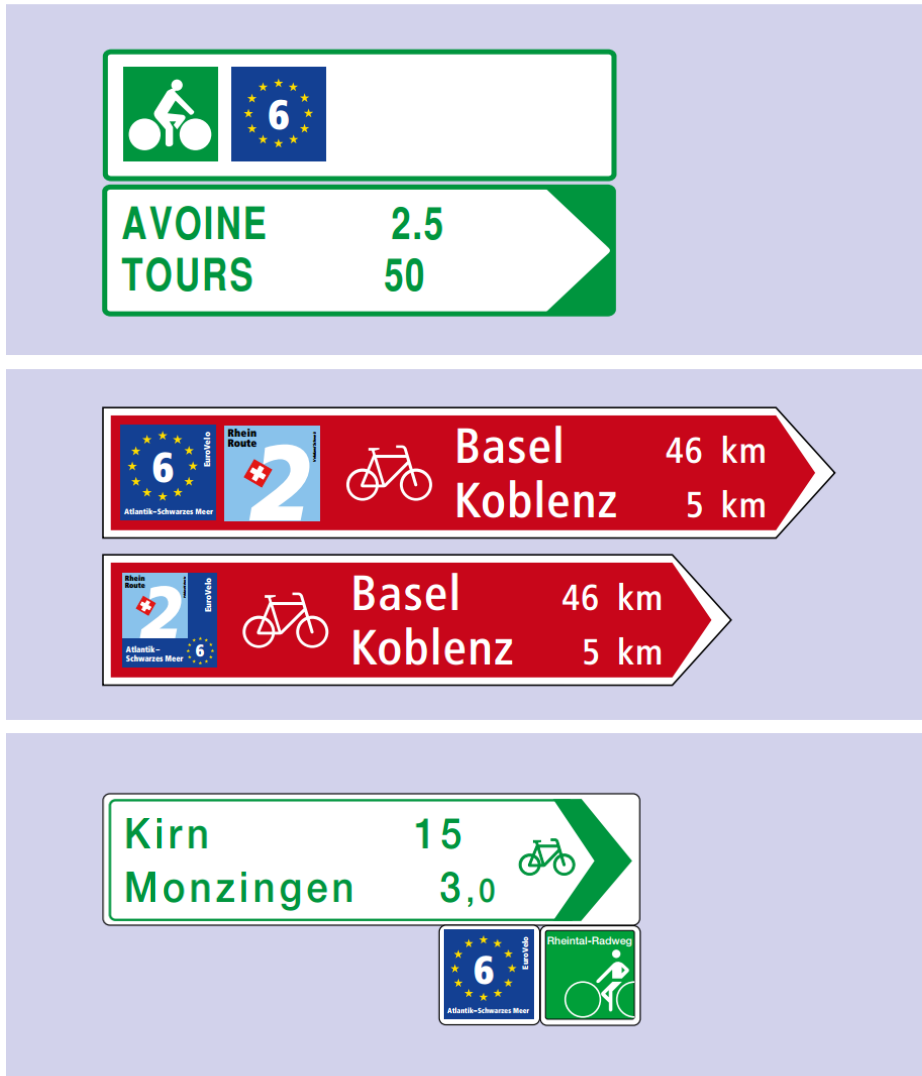 6
AVOINE 2.5
TOURS 50
6
EuroVelo
Atlantik–Schwarzes Meer
Rhein
Route
2
Basel 46 km
Koblenz 5 km
Rhein
Route
2
EuroVelo
Atlantik–
Schwarzes Meer
6
Basel 46 km
Koblenz 5 km
Kirn 15
Monzingen 3,0
6
EuroVelo
Atlantik–Schwarzes Meer
Rheintal-Radweg